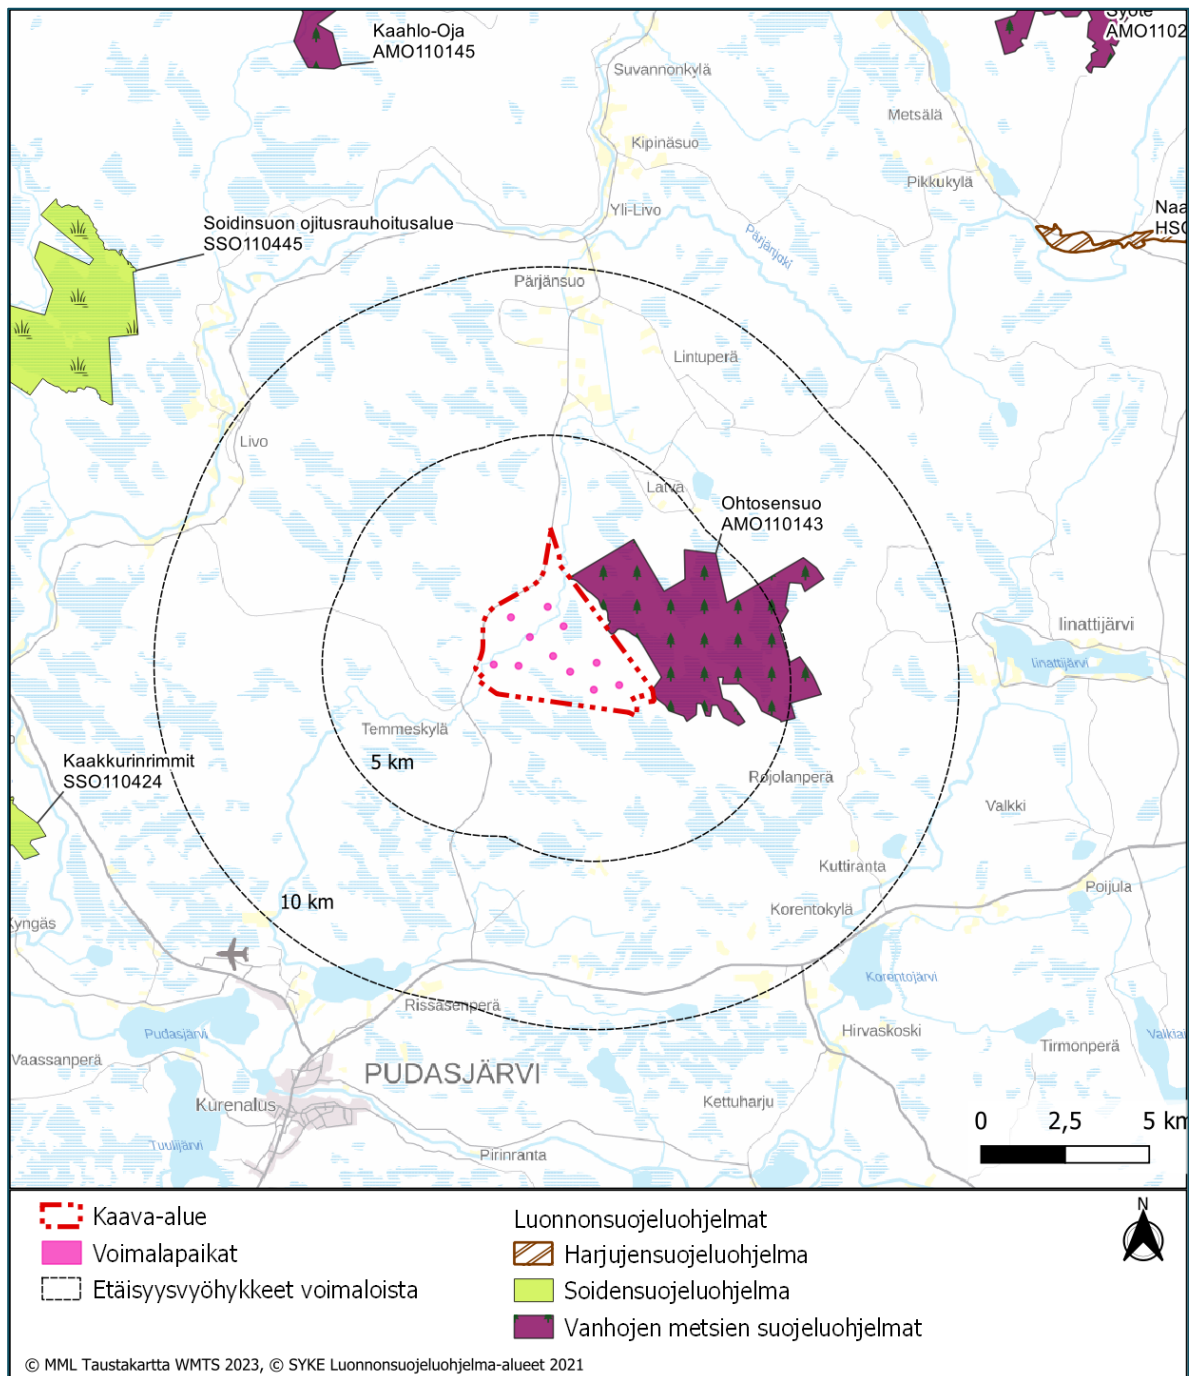 Kaahlo-Oja
AMO110145
Syöte
AMO1102
Suvannonkylä
Metsälä
Kipinäsuo
Pikkukylä
Yli-Livo
Naa
HSO
Soidinsuon ojitusrauhoitusalue
SSO110445
Pärjänjoki
Pärjänsuo
Lintuperä
Livo
Latva
Ohtosensuo
AMO110143
Iinattijärvi
Iinattijärvi
Temmeskylä
5 km
Kaakkurinrimmit
SSO110424
Rojolanperä
Valkki
Kuttiranta
Poijula
10 km
Korentokylä
Kyngäs
Korentojärvi
Rissasenperä
Pudasjärvi
Hirvaskoski
Valkiai
Vaassanperä
Tirmonperä
PUDASJÄRVI
Kurenalus
Kettuharju
Tuulijärvi
Pirinranta
0 2,5 5 km
Kaava-alue
Voimalapaikat
Etäisyysvyöhykkeet voimaloista
Luonnonsuojeluohjelmat
Harjujensuojeluohjelma
Soidensuojeluohjelma
Vanhojen metsien suojeluohjelmat
N
© MML Taustakartta WMTS 2023, © SYKE Luonnonsuojeluohjelma-alueet 2021